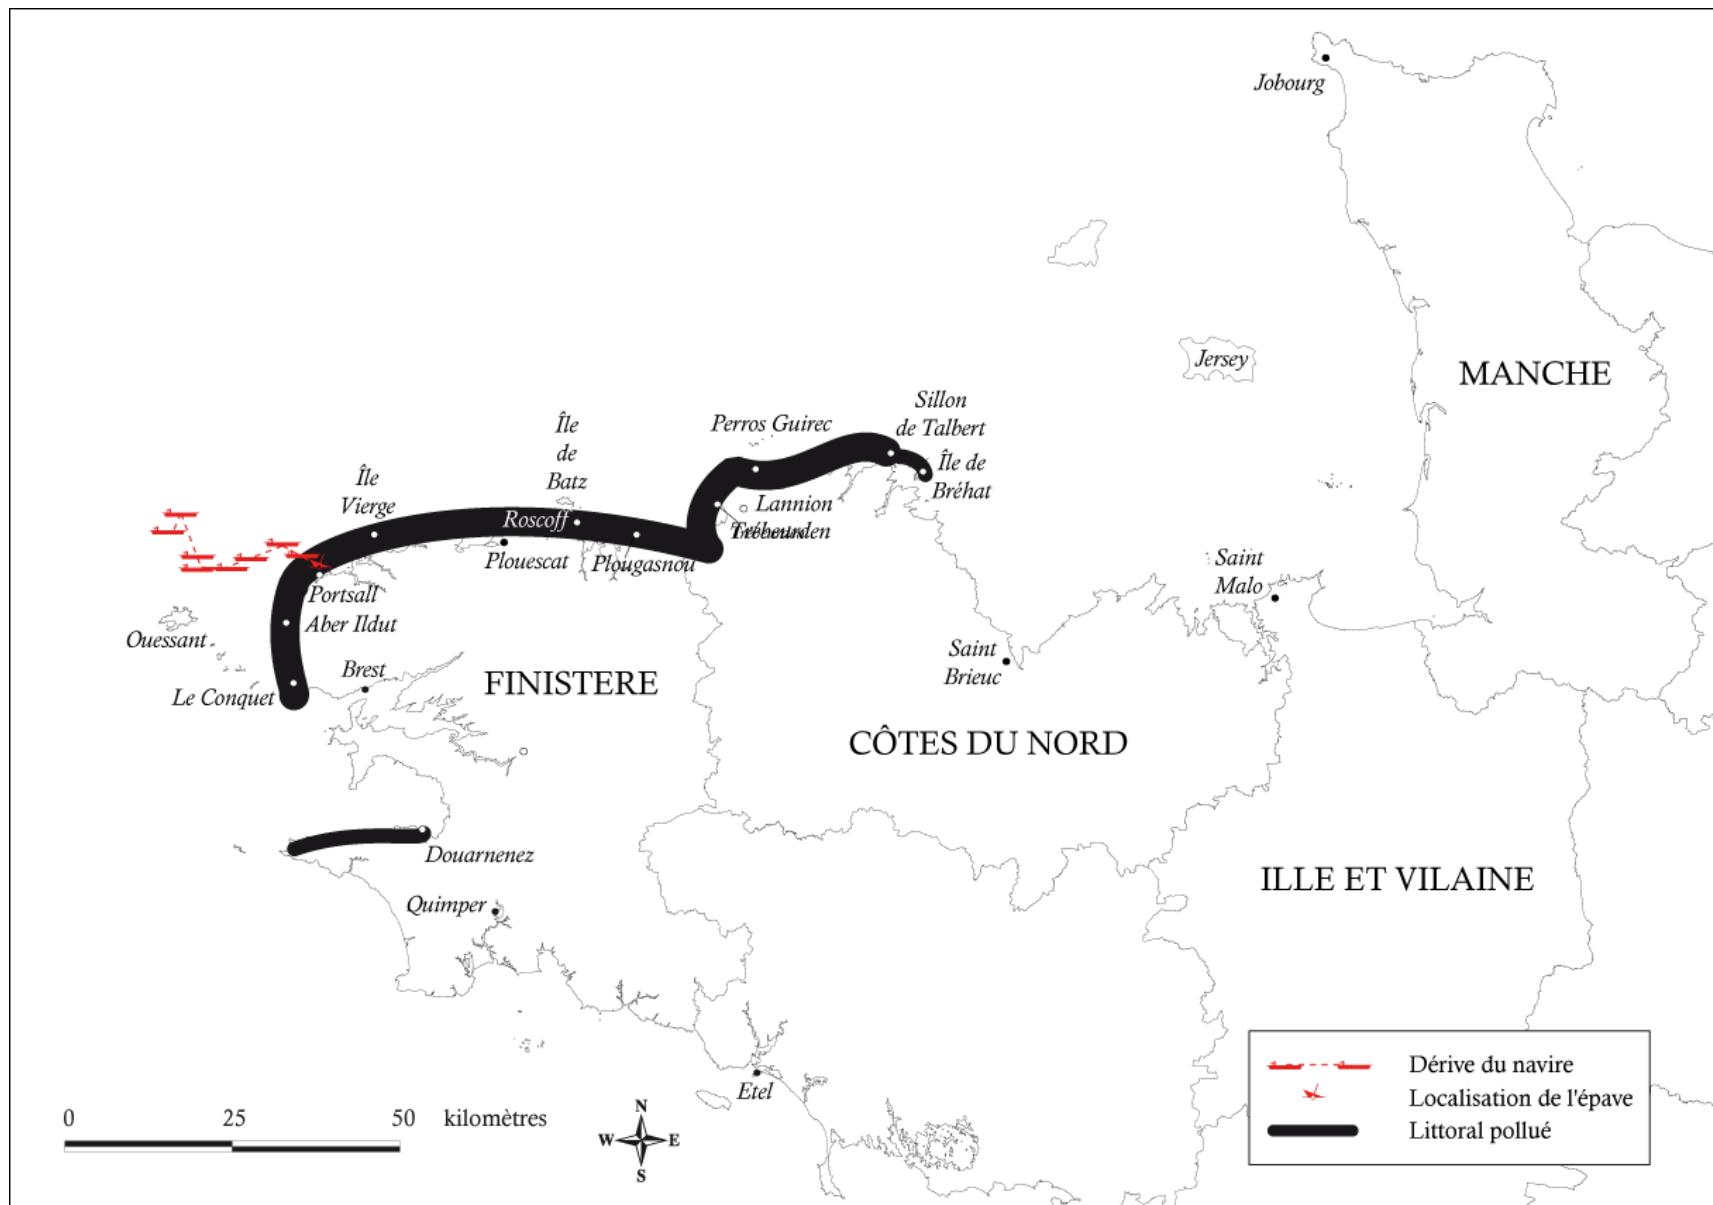 Jobourg
Jersey
MANCHE
Sillon
de Talbert
Perros Guirec
Île
de
Batz
Île de
Bréhat
Île
Vierge
Lannion
Roscoff
Trébeurden
Plouescat
Plougasnou
Saint
Malo
Portsall
Aber Ildut
Ouessant
Brest
FINISTERE
Saint
Brieuc
Le Conquet
CÔTES DU NORD
Douarnenez
ILLE ET VILAINE
Quimper
Etel
0 25 50 kilomètres
N
W E
S
Dérive du navire
Localisation de l'épave
Littoral pollué